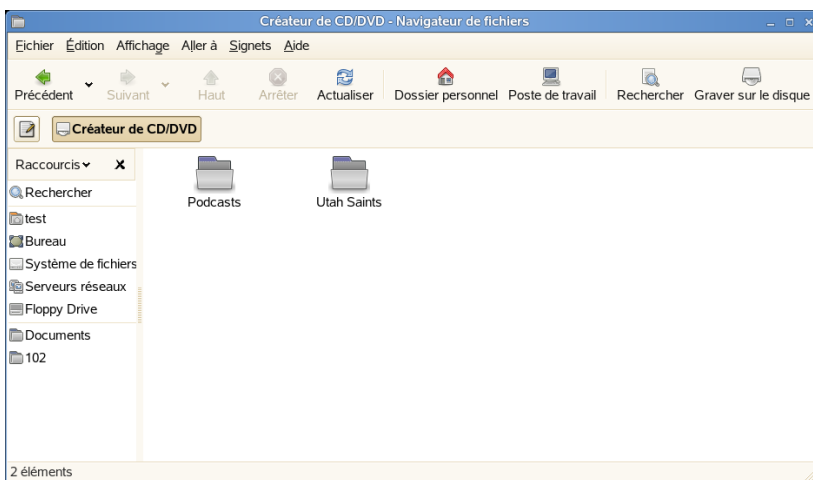 Créateur de CD/DVD - Navigateur de fichiers
Fichier Édition Affichage Aller à Signets Aide
Précédent Suivant Haut Arrêter Actualiser Dossier personnel Poste de travail Rechercher Graver sur le disque
Créateur de CD/DVD
Raccourcis
Rechercher
test
Bureau
Système de fichiers
Serveurs réseaux
Floppy Drive
Documents
102
Podcasts Utah Saints
2 éléments